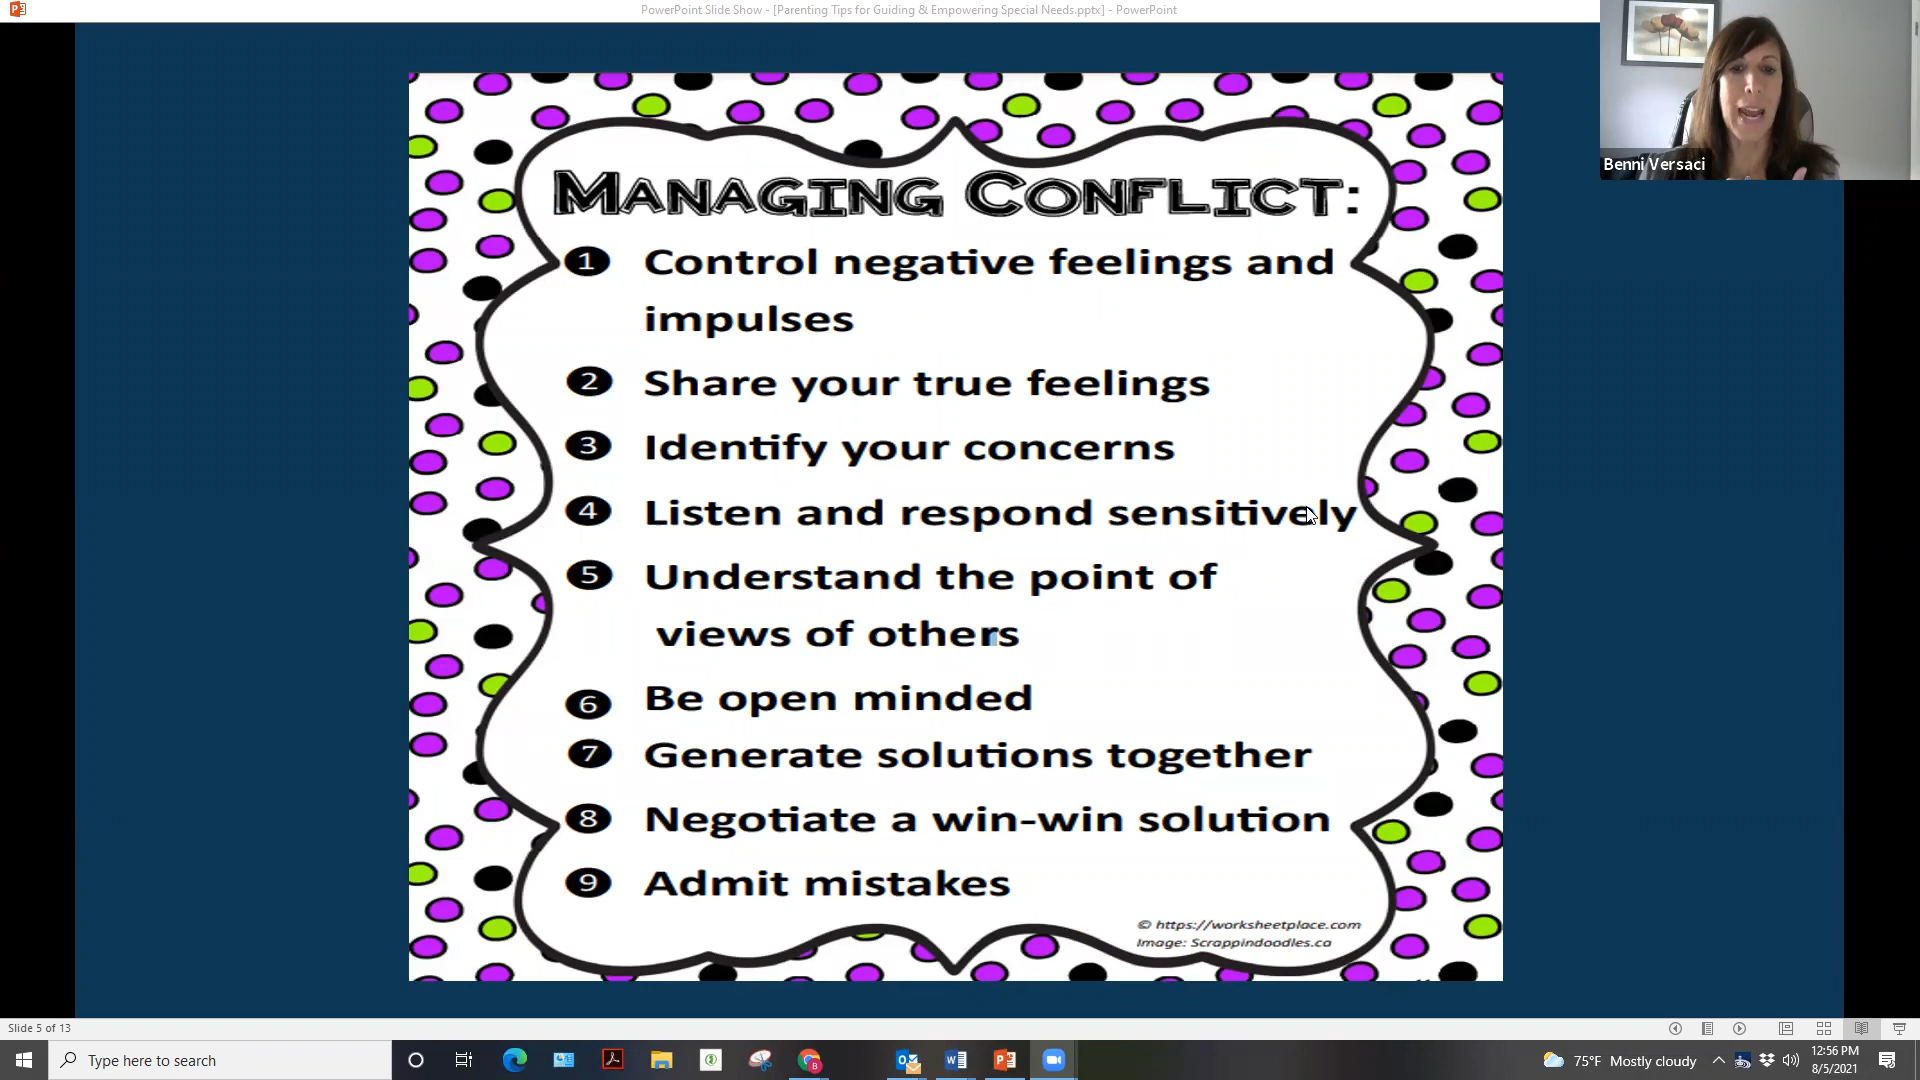 PowerPoint Slide Show - [Parenting Tips for Guiding & Empowering Special Needs.pptx] - PowerPoint
Benni Versaci
MANAGING CONFLICT:
1 Control negative feelings and
impulses
2 Share your true feelings
3 Identify your concerns
4 Listen and respond sensitively
5 Understand the point of
views of others
6 Be open minded
7 Generate solutions together
8 Negotiate a win-win solution
9 Admit mistakes
© https://worksheetplace.com
Image: Scrappindoodles.ca
Slide 5 of 13
Type here to search
75°F Mostly cloudy
12:56 PM
8/5/2021